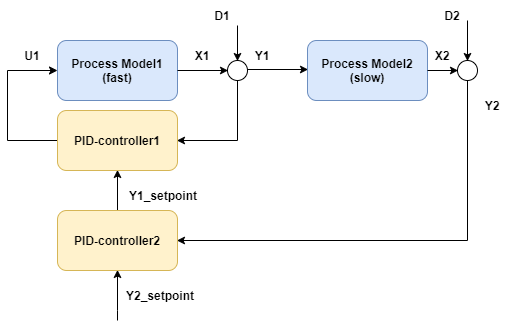 D1
D2
U1
Process Model1
(fast)
X1
Y1
Process Model2
(slow)
X2
Y2
PID-controller1
Y1_setpoint
PID-controller2
Y2_setpoint